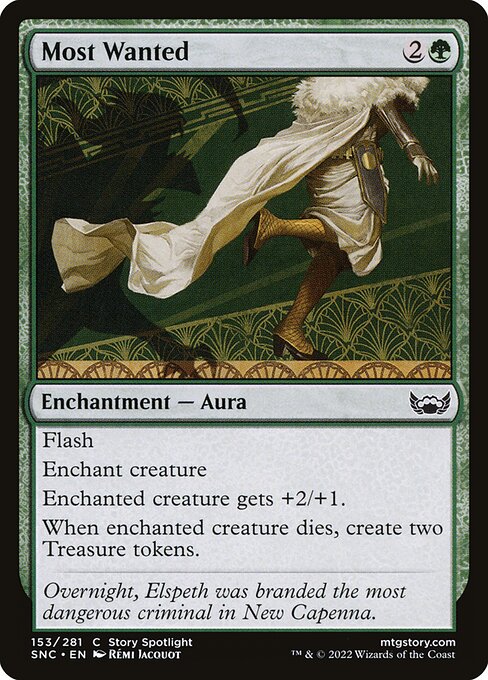 Most Wanted 2
Enchantment — Aura
Flash
Enchant creature
Enchanted creature gets +2/+1.
When enchanted creature dies, create two
Treasure tokens.
Overnight, Elspeth was branded the most
dangerous criminal in New Capenna.
153/281 C Story Spotlight mtgstory.com
SNC • EN Rémi Jacquot ™ & © 2022 Wizards of the Coast